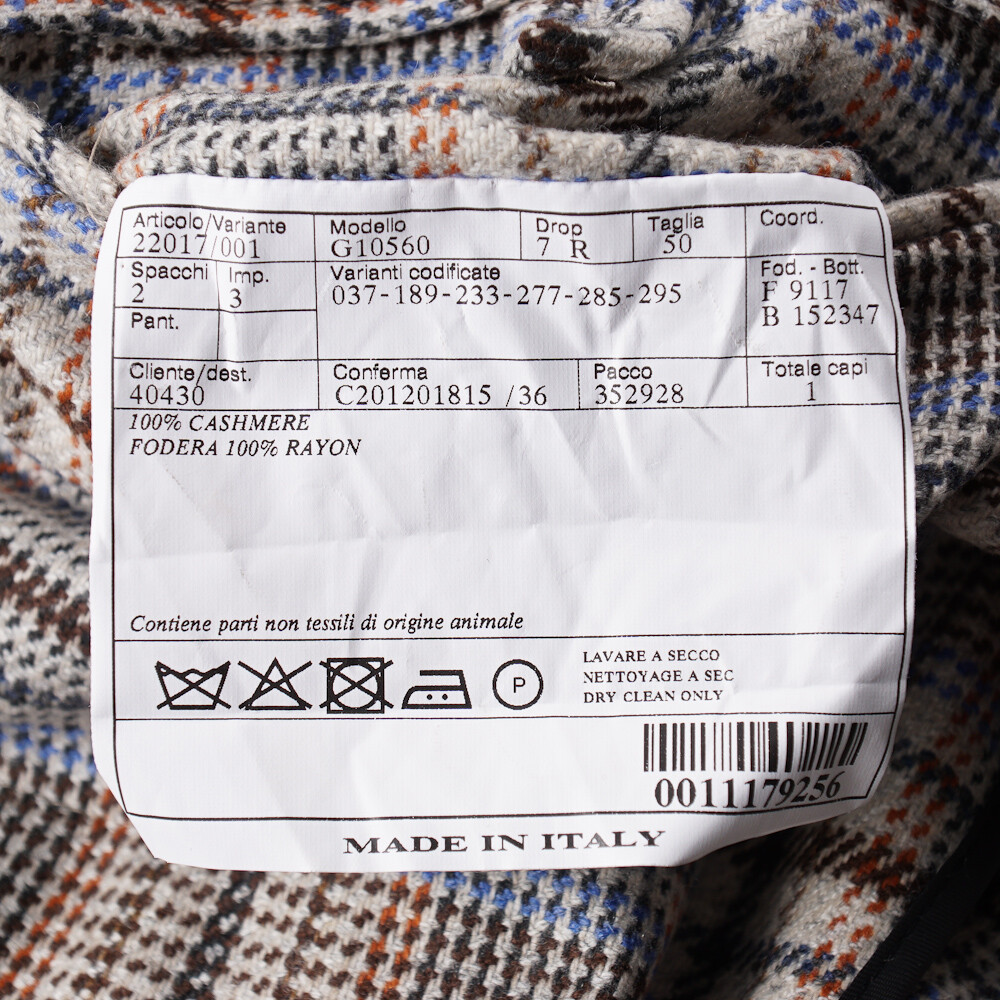 Articolo/Variante Modello Drop Taglia Coord.
22017/001 G10560 7 R 50
Spacchi Imp. Varianti codificate Fod. - Bott.
2 3 037-189-233-277-285-295 F 9117
Pant. B 152347
Cliente/dest. Conferma Pacco Totale capi
40430 C201201815 /36 352928 1
100% CASHMERE
FODERA 100% RAYON
Contiene parti non tessili di origine animale
P
LAVARE A SECCO
NETTOYAGE A SEC
DRY CLEAN ONLY
0011179256
MADE IN ITALY